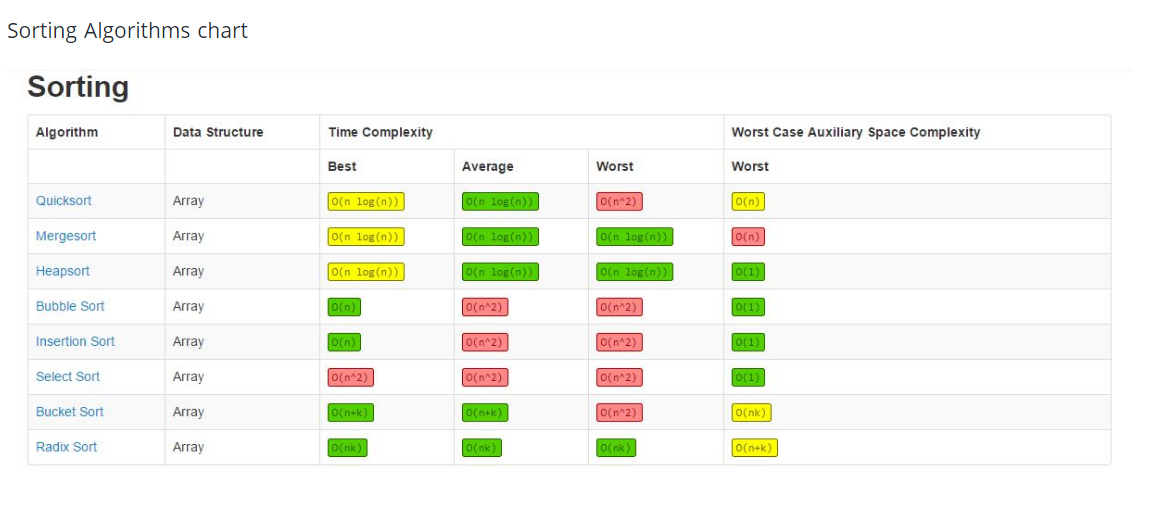 Sorting Algorithms chart
Sorting
Algorithm Data Structure Time Complexity Worst Case Auxiliary Space Complexity
Best Average Worst Worst
Quicksort Array O(n log(n)) O(n log(n)) O(n^2) O(n)
Mergesort Array O(n log(n)) O(n log(n)) O(n log(n)) O(n)
Heapsort Array O(n log(n)) O(n log(n)) O(n log(n)) O(1)
Bubble Sort Array O(n) O(n^2) O(n^2) O(1)
Insertion Sort Array O(n) O(n^2) O(n^2) O(1)
Select Sort Array O(n^2) O(n^2) O(n^2) O(1)
Bucket Sort Array O(n+k) O(n+k) O(n^2) O(nk)
Radix Sort Array O(nk) O(nk) O(nk) O(n+k)